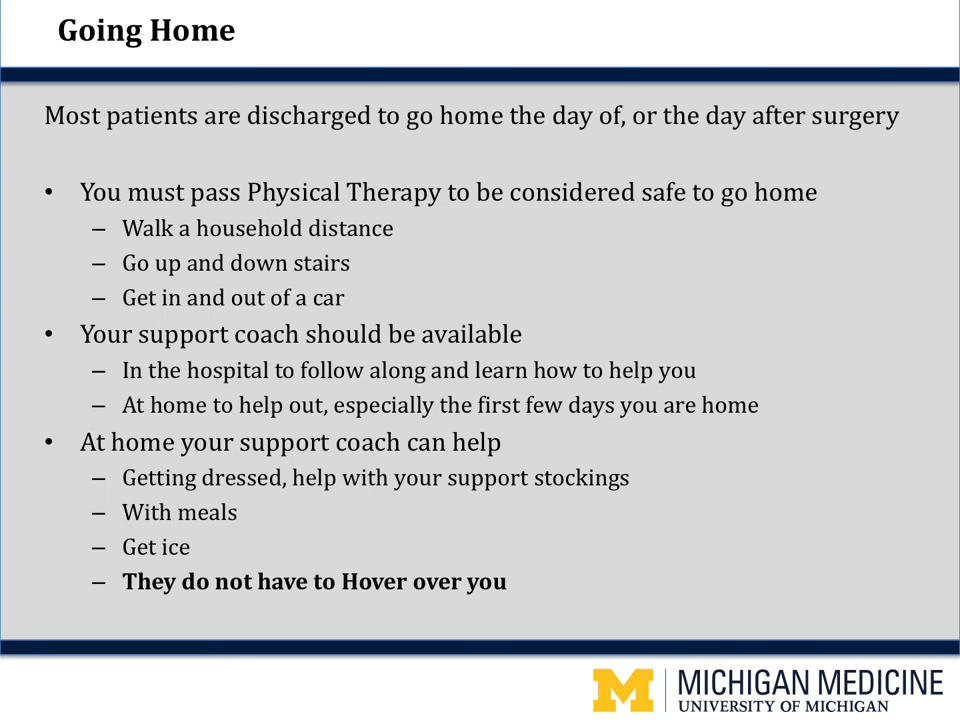 Going Home
Most patients are discharged to go home the day of, or the day after surgery
• You must pass Physical Therapy to be considered safe to go home
– Walk a household distance
– Go up and down stairs
– Get in and out of a car
• Your support coach should be available
– In the hospital to follow along and learn how to help you
– At home to help out, especially the first few days you are home
• At home your support coach can help
– Getting dressed, help with your support stockings
– With meals
– Get ice
– They do not have to Hover over you
M
MICHIGAN MEDICINE
UNIVERSITY OF MICHIGAN